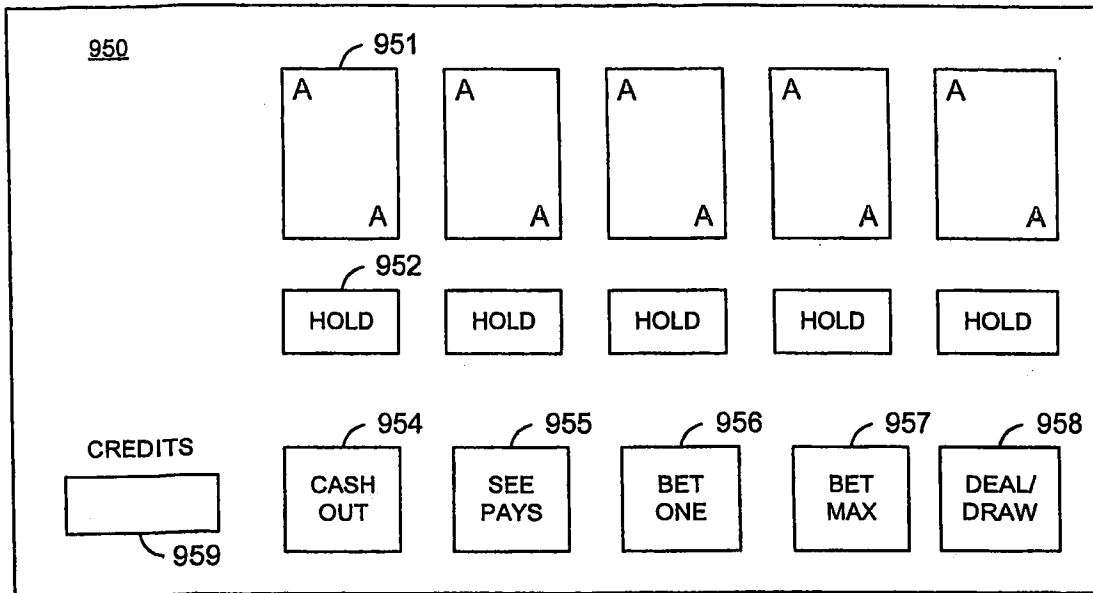 950
951
A A A A A
A A A A A
952
HOLD HOLD HOLD HOLD HOLD
954 955 956 957 958
CREDITS
CASH OUT
SEE PAYS
BET ONE
BET MAX
DEAL/ DRAW
959